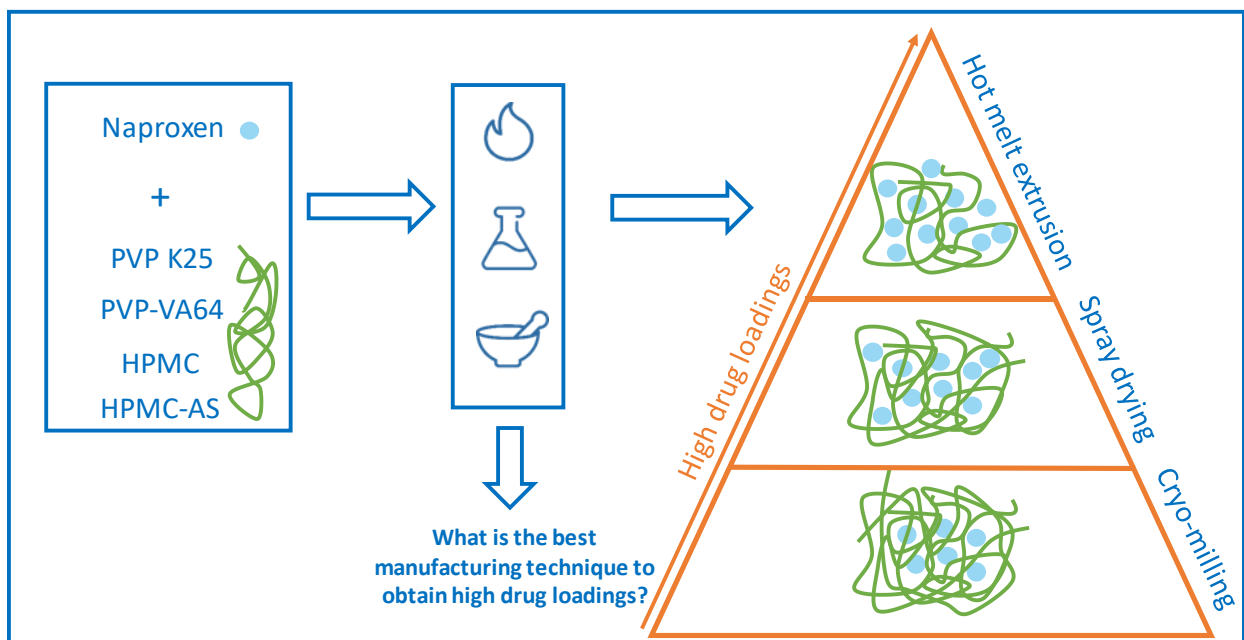 Naproxen
+
PVP K25
PVP-VA64
HPMC
HPMC-AS
What is the best
manufacturing technique to
obtain high drug loadings?
High drug loadings
Hot melt extrusion
Spray drying
Cryo-milling